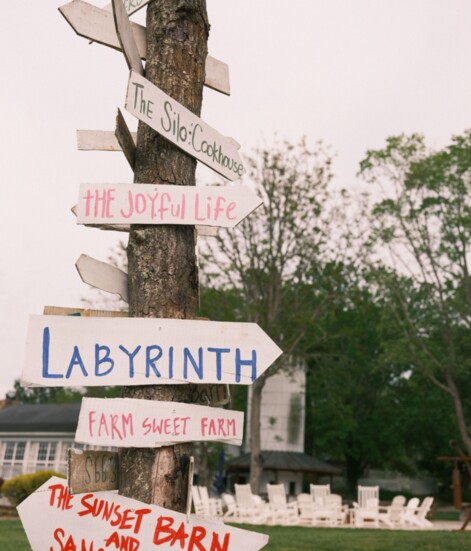 The Silo: Cookhouse
tHE JOYful LIfe
LABYRINTH
FARM SWEET FARM
THE SUNSET BARN
AND